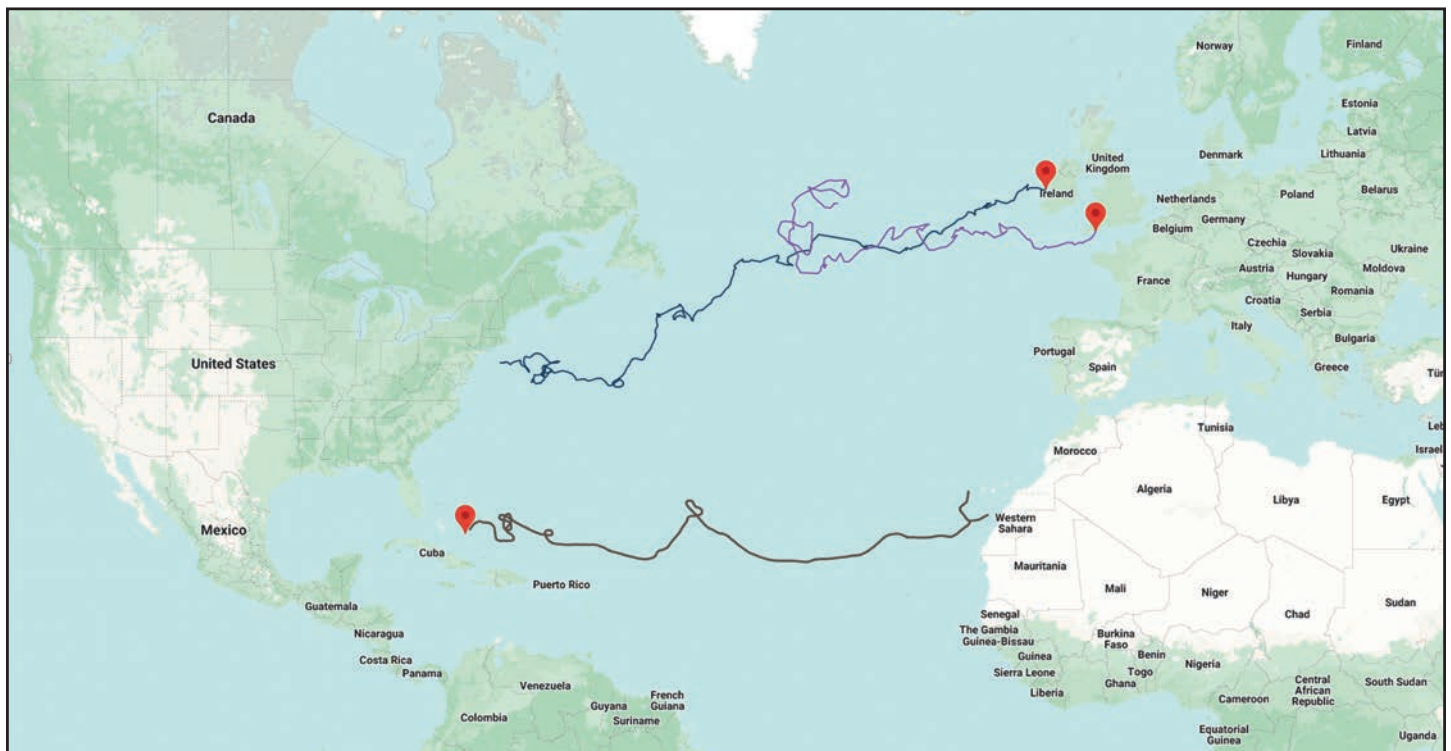 Norway
Finland
Canada
Estonia
Latvia
United
Kingdom
Denmark
Lithuania
Ireland
Netherlands
Poland
Belarus
Germany
Belgium
Czechia
Ukraine
Slovakia
France
Austria
Hungary
Moldova
Croatia
Romania
Serbia
Italy
Bulgaria
United States
Portugal
Spain
Greece
Tür
Tunisia
Leb
Morocco
Israel
Algeria
Libya
Egypt
Mexico
Western
Sahara
Cuba
Mauritania
Puerto Rico
Mali
Niger
Chad
Sudan
Guatemala
Senegal
Nicaragua
The Gambia
Guinea-Bissau
Burkina
Faso
Costa Rica
Guinea
Benin
Nigeria
Panama
Sierra Leone
Togo
Ghana
Central
African
Republic
South Sudan
Venezuela
Liberia
Cameroon
Guyana
French
Guiana
Suriname
Colombia
Equatorial
Guinea
Uganda